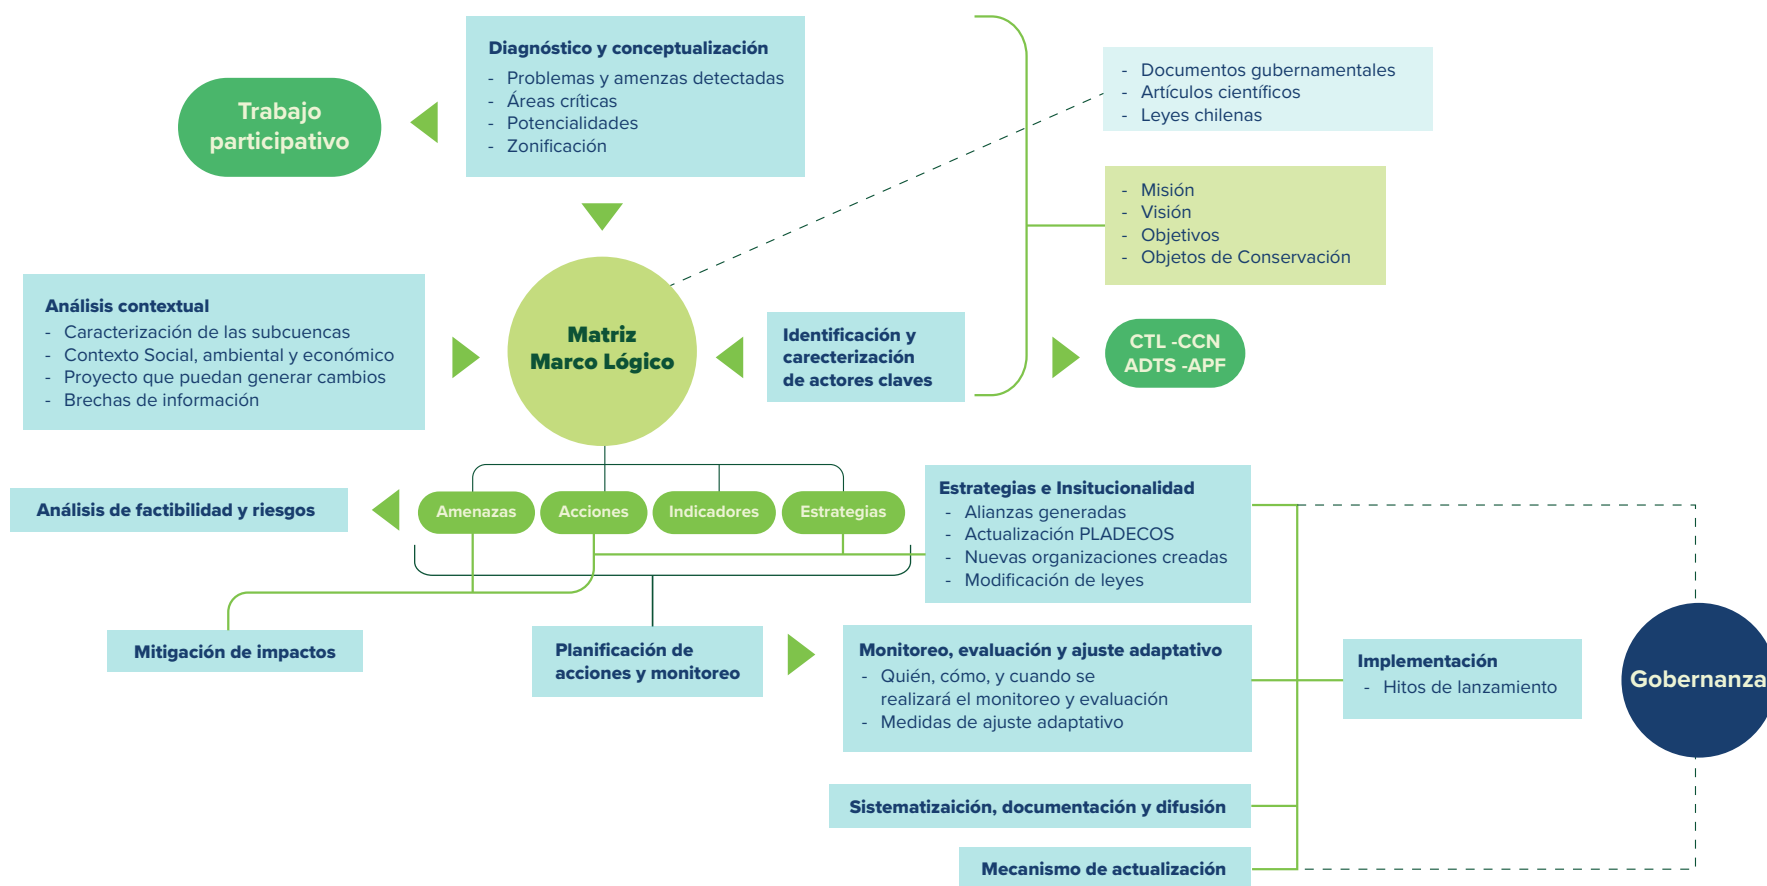 Trabajo
participativo
Diagnóstico y conceptualización
- Problemas y amenzas detectadas
- Áreas críticas
- Potencialidades
- Zonificación
- Documentos gubernamentales
- Artículos científicos
- Leyes chilenas
- Misión
- Visión
- Objetivos
- Objetos de Conservación
Análisis contextual
- Caracterización de las subcuencas
- Contexto Social, ambiental y económico
- Proyecto que puedan generar cambios
- Brechas de información
Matriz
Marco Lógico
Identificación y
carecterización
de actores claves
CTL -CCN
ADTS -APF
Análisis de factibilidad y riesgos
Amenazas
Acciones
Indicadores
Estrategias
Estrategias e Insitucionalidad
- Alianzas generadas
- Actualización PLADECOS
- Nuevas organizaciones creadas
- Modificación de leyes
Mitigación de impactos
Planificación de
acciones y monitoreo
Monitoreo, evaluación y ajuste adaptativo
- Quién, cómo, y cuando se
realizará el monitoreo y evaluación
- Medidas de ajuste adaptativo
Implementación
- Hitos de lanzamiento
Gobernanza
Sistematizaición, documentación y difusión
Mecanismo de actualización